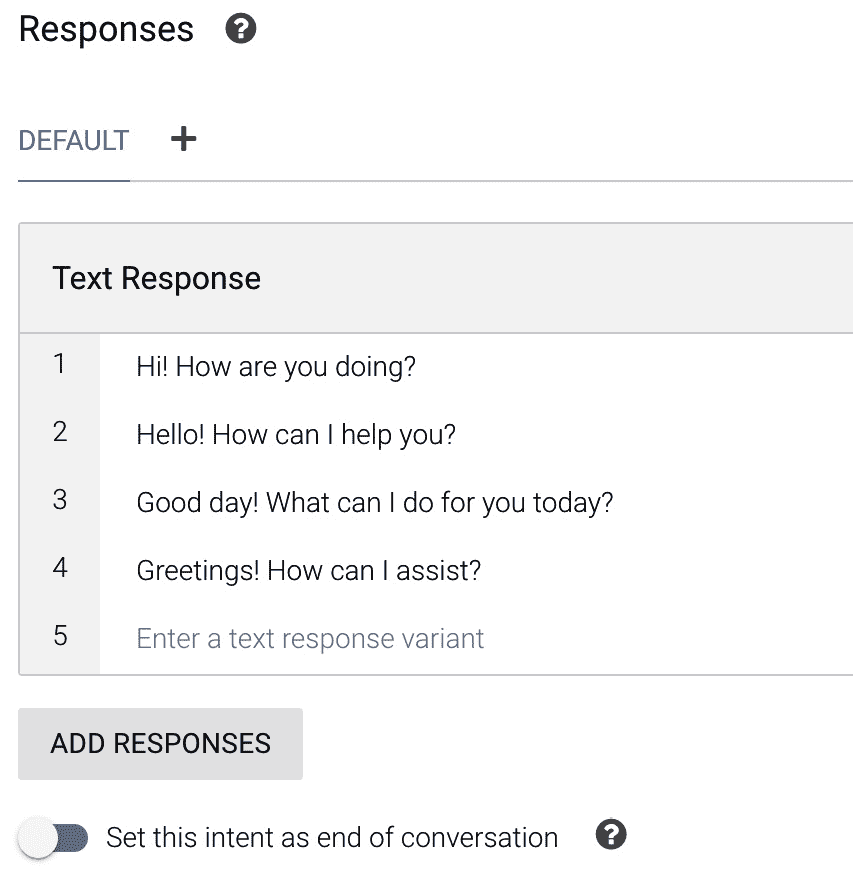 Responses ?
DEFAULT +
Text Response
1 Hi! How are you doing?
2 Hello! How can I help you?
3 Good day! What can I do for you today?
4 Greetings! How can I assist?
5 Enter a text response variant
ADD RESPONSES
Set this intent as end of conversation ?